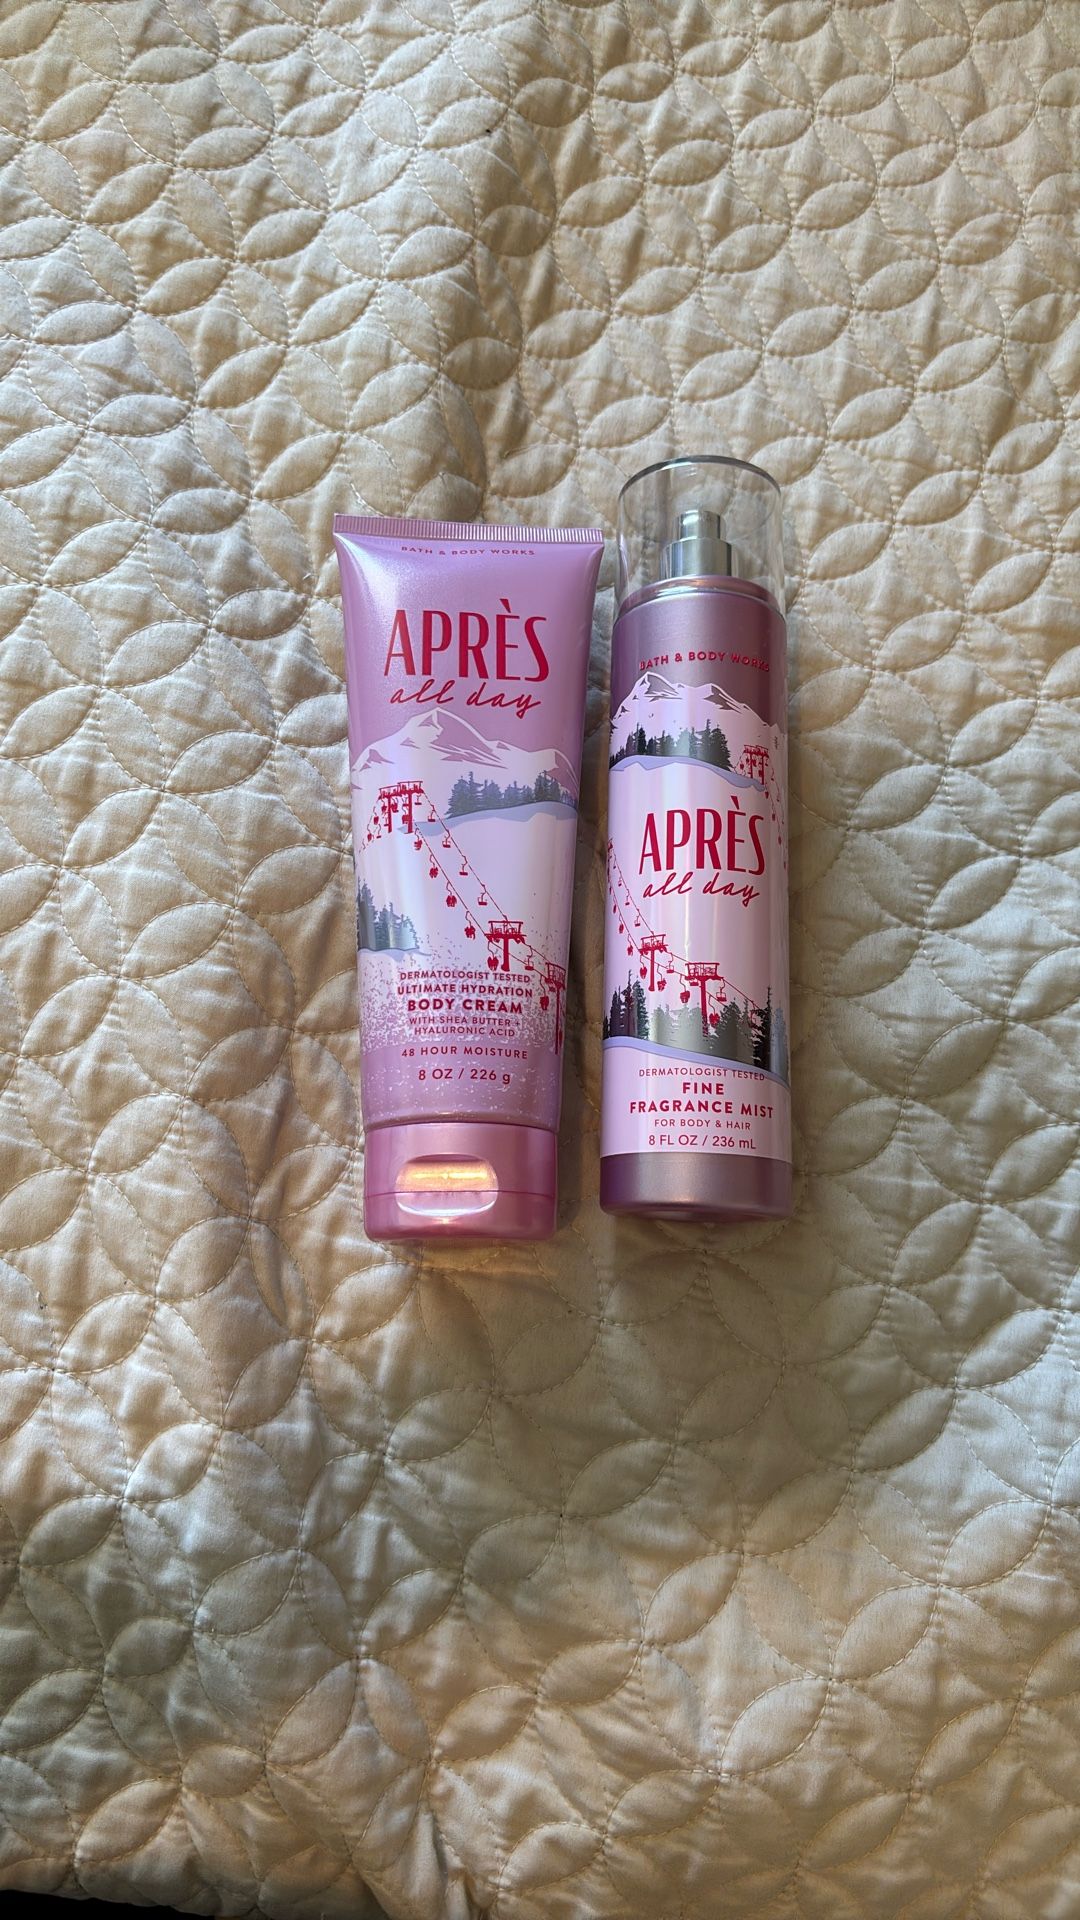 BATH & BODY WORKS
APRÈS
all day
DERMATOLOGIST TESTED
ULTIMATE HYDRATION
BODY CREAM
WITH SHEA BUTTER +
HYALURONIC ACID
48 HOUR MOISTURE
8 OZ / 226 g
BATH & BODY WORKS
APRÈS
all day
DERMATOLOGIST TESTED
FINE
FRAGRANCE MIST
FOR BODY & HAIR
8 FL OZ / 236 mL